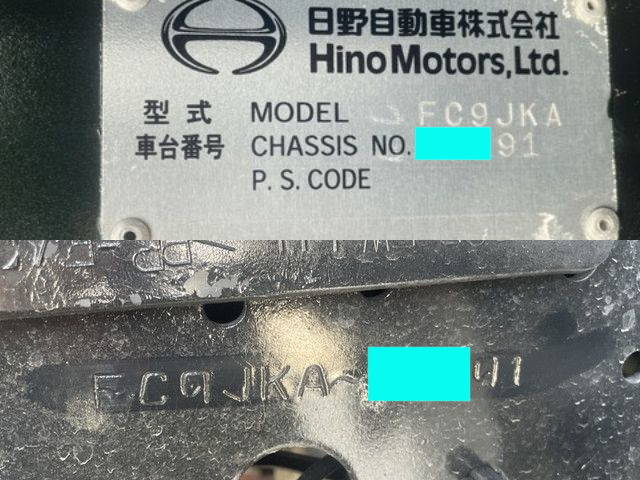 日野自動車株式会社
Hino Motors, Ltd.
型式 MODEL FC9JKA
車台番号 CHASSIS NO. 91
P. S. CODE
FC9JKA- 91